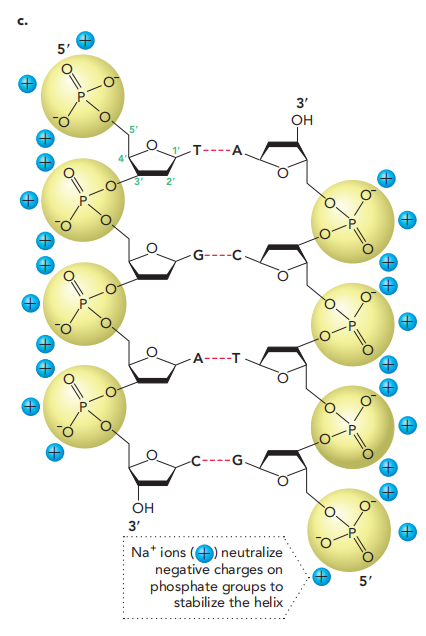 c.
5′ +
O
+ O⁻
P
3′
⁻O O OH
5′
+
O 1′ T----A
4′
+
O O
+
3′ 2′
O O⁻
+ P O
⁻O O P +
O
+ O O
G----C
+ +
O O
+
O O⁻
+ P O
⁻O O P +
O
+ O O
A----T
+ +
O O
+
O O⁻
+ P O
⁻O O P +
O
+ O O
C----G
+
O
+
OH O O⁻
3′
P +
⁻O
Na⁺ ions (+) neutralize
negative charges on
phosphate groups to
stabilize the helix
O
+
5′